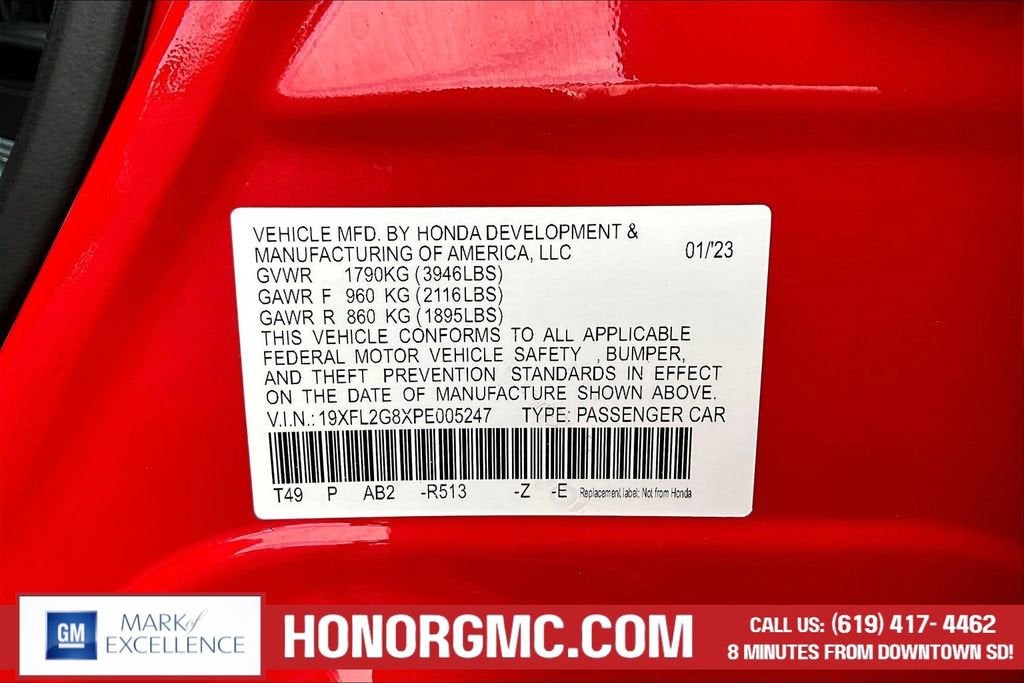 VEHICLE MFD. BY HONDA DEVELOPMENT &
MANUFACTURING OF AMERICA, LLC 01/'23
GVWR 1790KG (3946LBS)
GAWR F 960 KG (2116LBS)
GAWR R 860 KG (1895LBS)
THIS VEHICLE CONFORMS TO ALL APPLICABLE
FEDERAL MOTOR VEHICLE SAFETY , BUMPER,
AND THEFT PREVENTION STANDARDS IN EFFECT
ON THE DATE OF MANUFACTURE SHOWN ABOVE.
V.I.N.: 19XFL2G8XPE005247 TYPE: PASSENGER CAR
T49 P AB2 -R513 -Z -E Replacement label: Not from Honda
GM
MARK of
EXCELLENCE
HONORGMC.COM
CALL US: (619) 417- 4462
8 MINUTES FROM DOWNTOWN SD!